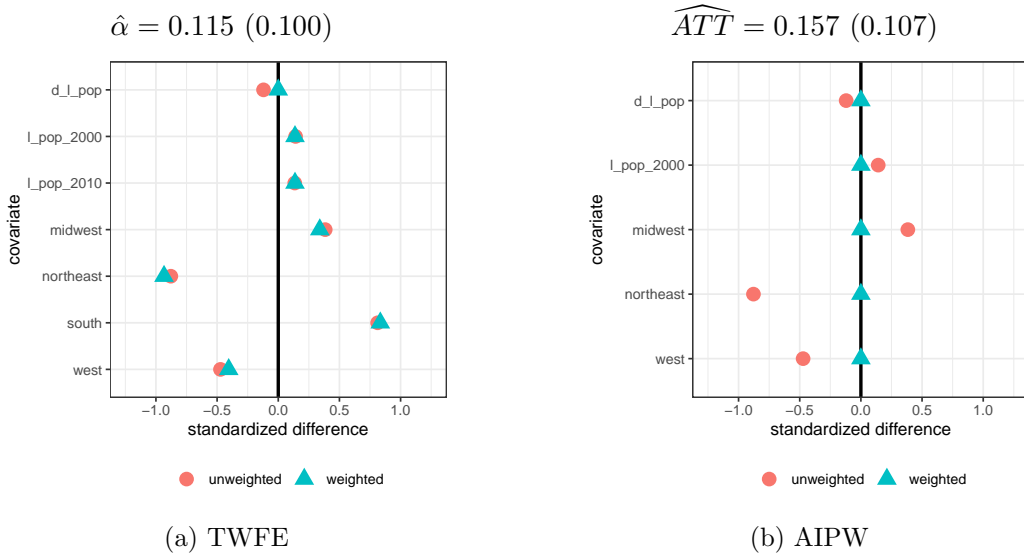 α̂ = 0.115 (0.100)
d_l_pop
l_pop_2000
l_pop_2010
midwest
northeast
south
west
covariate
−1.0 −0.5 0.0 0.5 1.0
standardized difference
unweighted weighted
(a) TWFE
\widehat{ATT} = 0.157 (0.107)
d_l_pop
l_pop_2000
midwest
northeast
west
covariate
−1.0 −0.5 0.0 0.5 1.0
standardized difference
unweighted weighted
(b) AIPW